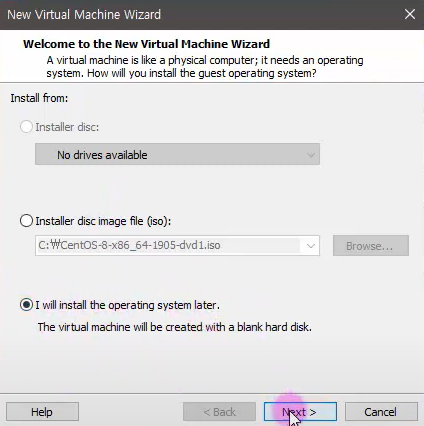 New Virtual Machine Wizard
Welcome to the New Virtual Machine Wizard
A virtual machine is like a physical computer; it needs an operating
system. How will you install the guest operating system?
Install from:
Installer disc:
No drives available
Installer disc image file (iso):
C:₩CentOS-8-x86_64-1905-dvd1.iso
Browse...
I will install the operating system later.
The virtual machine will be created with a blank hard disk.
Help
< Back
Next >
Cancel